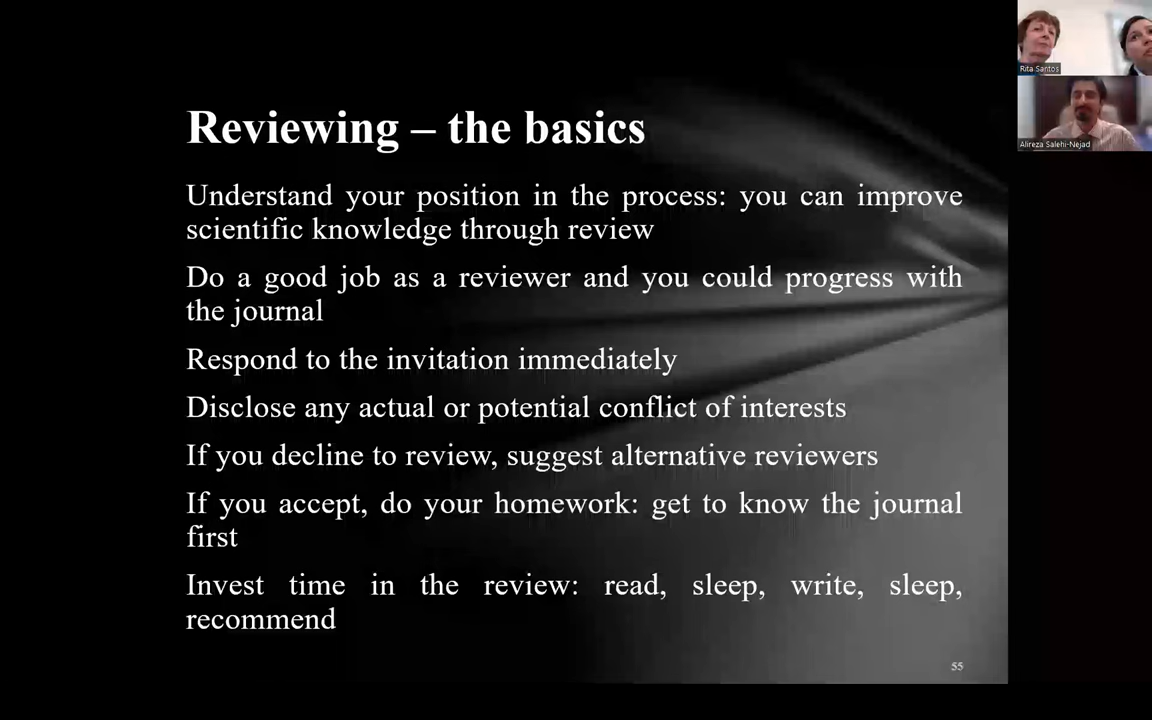 Reviewing – the basics
Understand your position in the process: you can improve
scientific knowledge through review
Do a good job as a reviewer and you could progress with
the journal
Respond to the invitation immediately
Disclose any actual or potential conflict of interests
If you decline to review, suggest alternative reviewers
If you accept, do your homework: get to know the journal
first
Invest time in the review: read, sleep, write, sleep,
recommend
55
Rita Santos
Alireza Salehi-Nejad